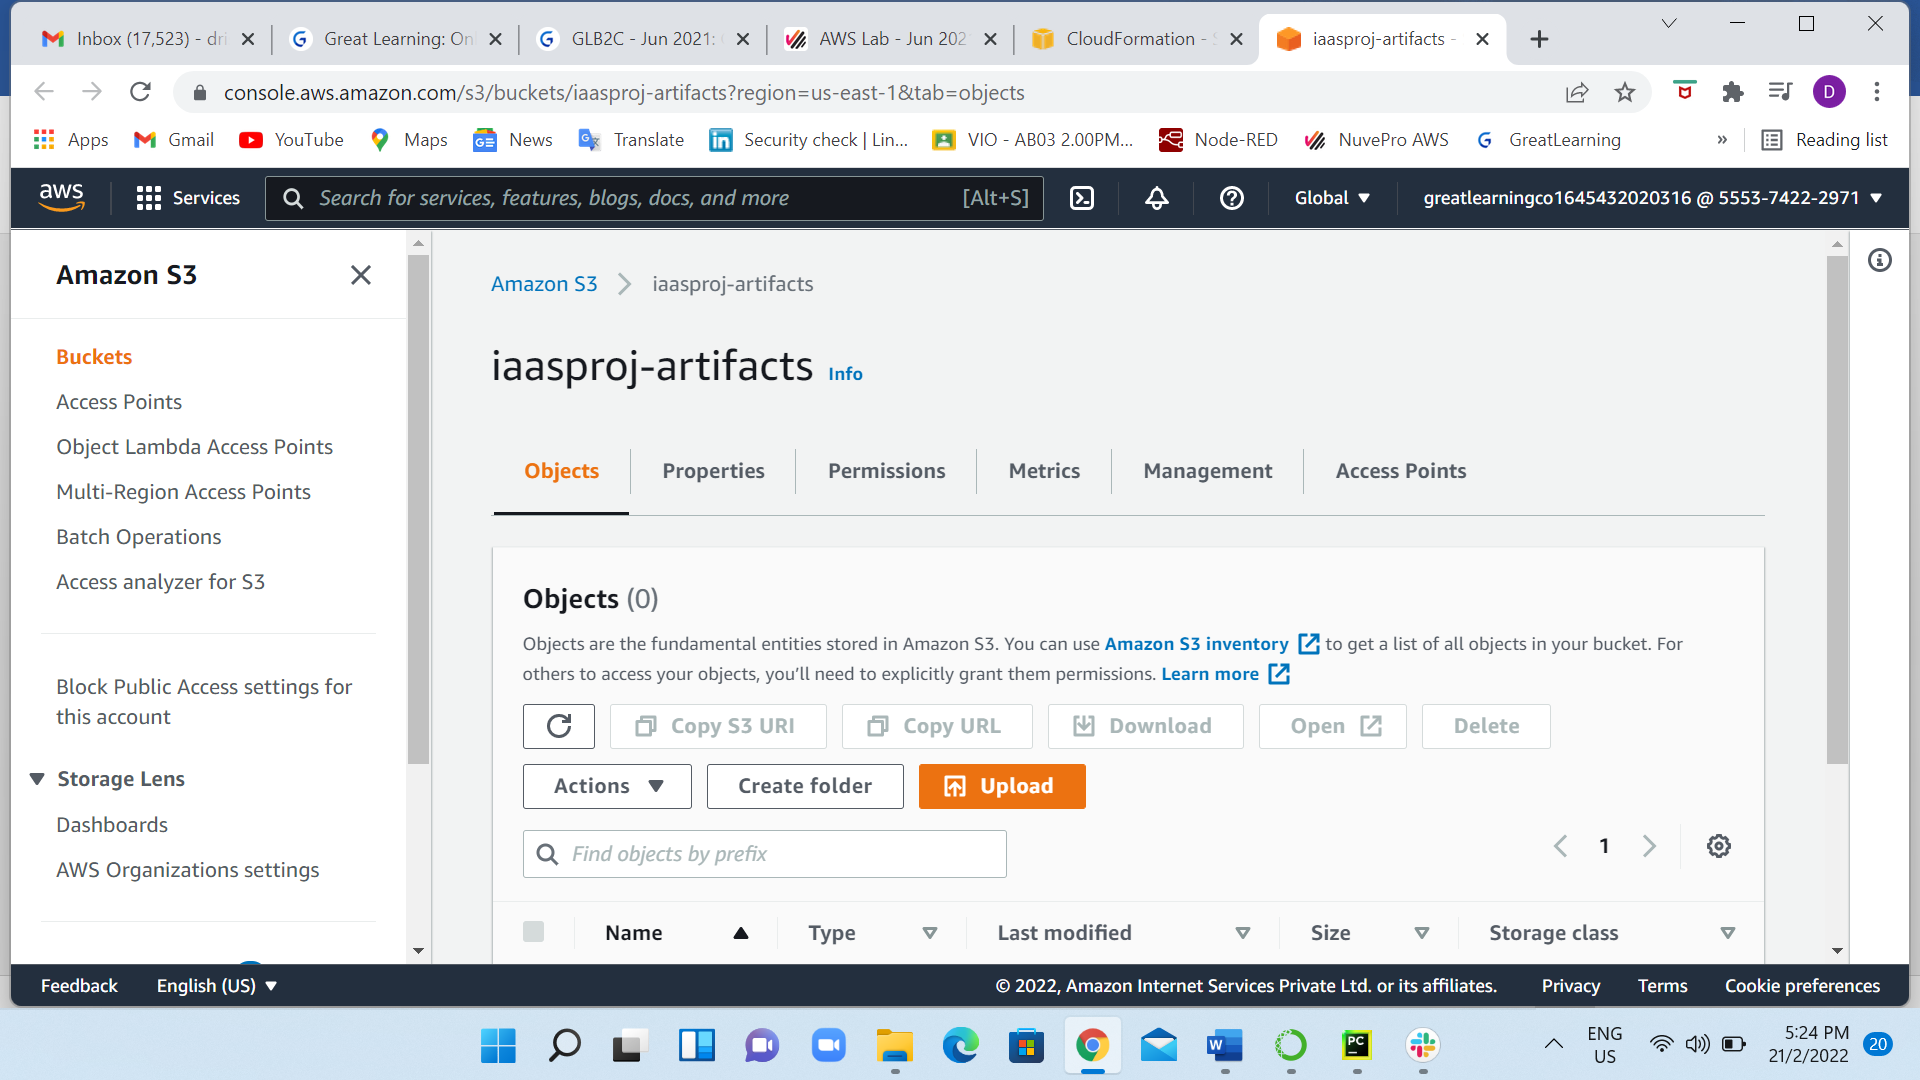 Inbox (17,523) - dri
Great Learning: On
GLB2C - Jun 2021:
AWS Lab - Jun 202
CloudFormation -
iaasproj-artifacts -
console.aws.amazon.com/s3/buckets/iaasproj-artifacts?region=us-east-1&tab=objects
D
Apps
Gmail
YouTube
Maps
News
Translate
Security check | Lin...
VIO - AB03 2.00PM...
Node-RED
NuvePro AWS
GreatLearning
»
Reading list
aws
Services
Search for services, features, blogs, docs, and more
[Alt+S]
Global
greatlearningco1645432020316 @ 5553-7422-2971
Amazon S3
Buckets
Access Points
Object Lambda Access Points
Multi-Region Access Points
Batch Operations
Access analyzer for S3
Block Public Access settings for
this account
Storage Lens
Dashboards
AWS Organizations settings
Amazon S3
iaasproj-artifacts
iaasproj-artifacts Info
Objects
Properties
Permissions
Metrics
Management
Access Points
Objects (0)
Objects are the fundamental entities stored in Amazon S3. You can use Amazon S3 inventory to get a list of all objects in your bucket. For
others to access your objects, you’ll need to explicitly grant them permissions. Learn more
Copy S3 URI
Copy URL
Download
Open
Delete
Actions
Create folder
Upload
Find objects by prefix
1
Name
Type
Last modified
Size
Storage class
Feedback
English (US)
© 2022, Amazon Internet Services Private Ltd. or its affiliates.
Privacy
Terms
Cookie preferences
ENG
US
5:24 PM
21/2/2022
20